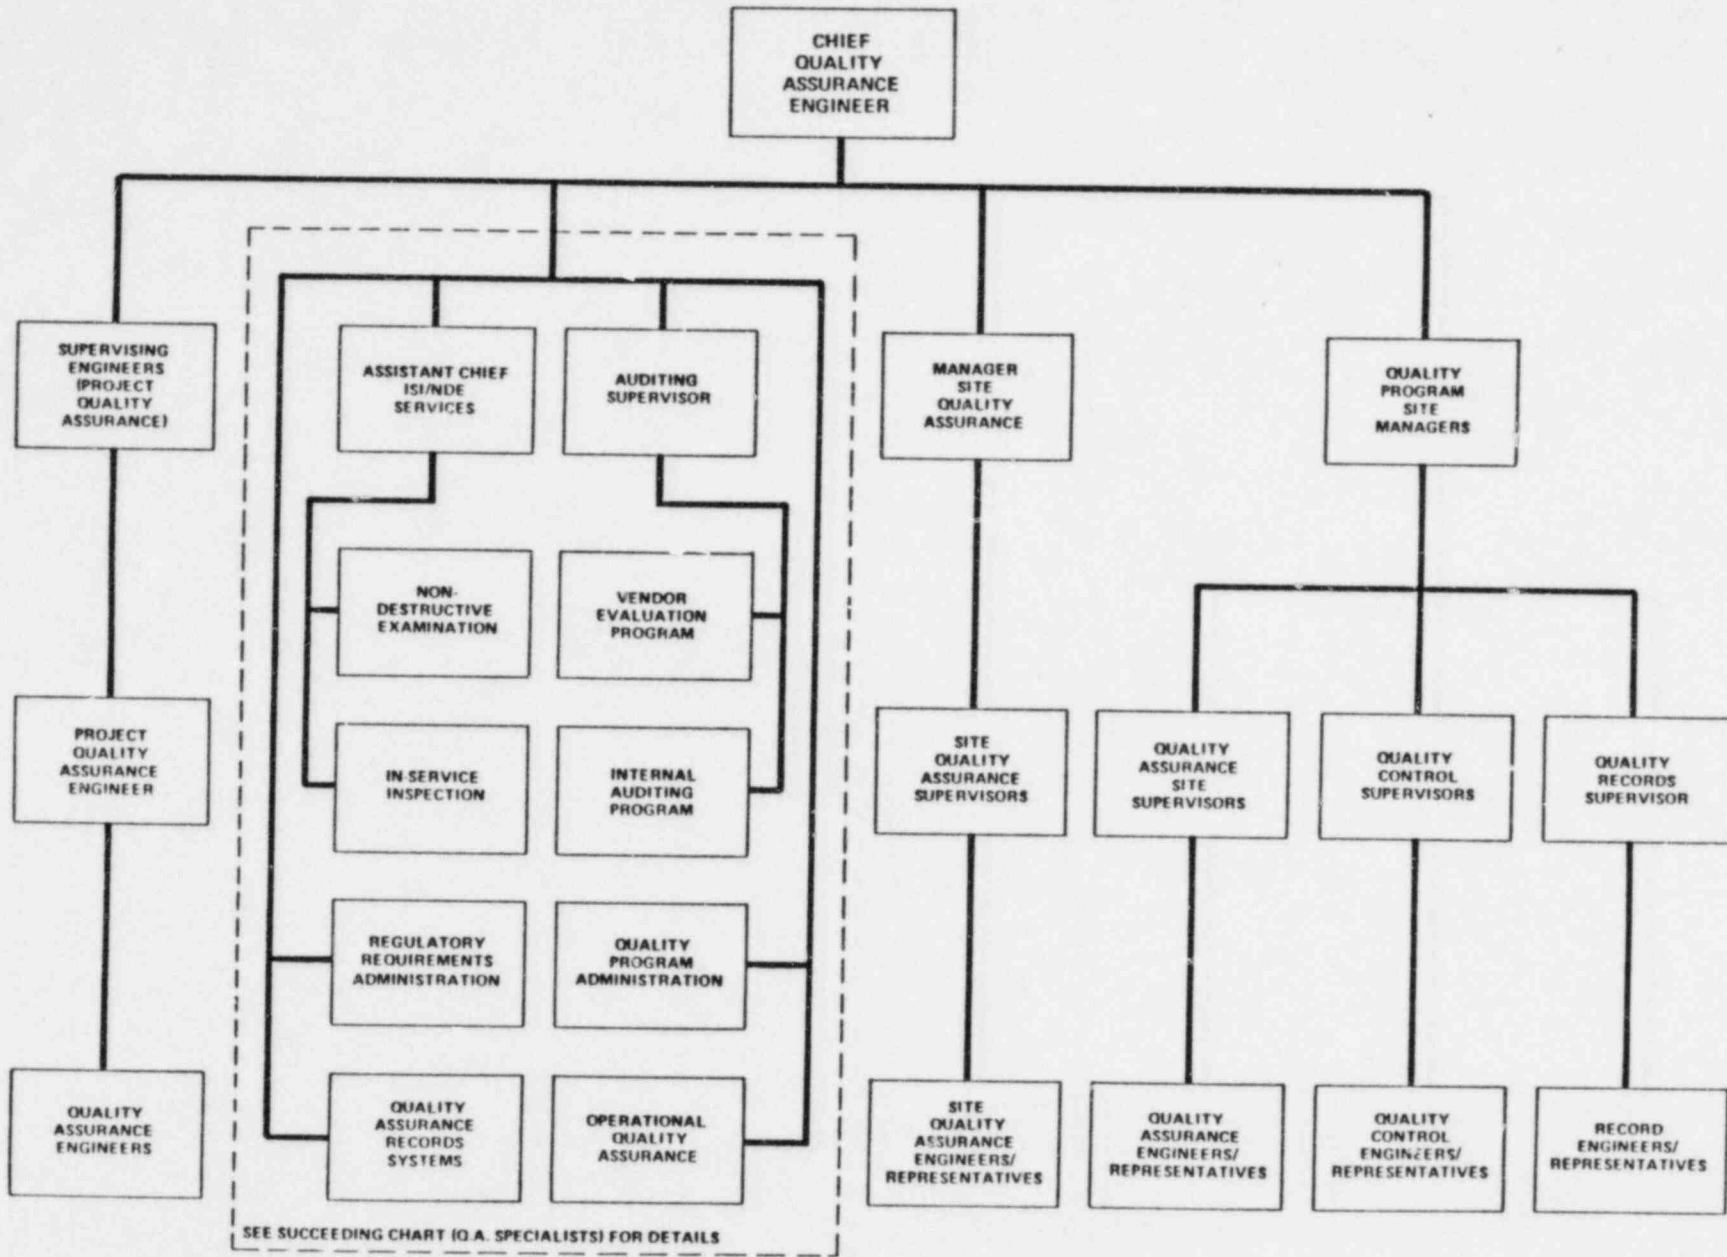 CHIEF
QUALITY
ASSURANCE
ENGINEER
SUPERVISING
ENGINEERS
(PROJECT
QUALITY
ASSURANCE)
ASSISTANT CHIEF
ISI/NDE
SERVICES
AUDITING
SUPERVISOR
MANAGER
SITE
QUALITY
ASSURANCE
QUALITY
PROGRAM
SITE
MANAGERS
NON-
DESTRUCTIVE
EXAMINATION
VENDOR
EVALUATION
PROGRAM
PROJECT
QUALITY
ASSURANCE
ENGINEER
IN-SERVICE
INSPECTION
INTERNAL
AUDITING
PROGRAM
SITE
QUALITY
ASSURANCE
SUPERVISORS
QUALITY
ASSURANCE
SITE
SUPERVISORS
QUALITY
CONTROL
SUPERVISORS
QUALITY
RECORDS
SUPERVISOR
REGULATORY
REQUIREMENTS
ADMINISTRATION
QUALITY
PROGRAM
ADMINISTRATION
QUALITY
ASSURANCE
ENGINEERS
QUALITY
ASSURANCE
RECORDS
SYSTEMS
OPERATIONAL
QUALITY
ASSURANCE
SITE
QUALITY
ASSURANCE
ENGINEERS/
REPRESENTATIVES
QUALITY
ASSURANCE
ENGINEERS/
REPRESENTATIVES
QUALITY
CONTROL
ENGINEERS/
REPRESENTATIVES
RECORD
ENGINEERS/
REPRESENTATIVES
SEE SUCCEEDING CHART (Q.A. SPECIALISTS) FOR DETAILS